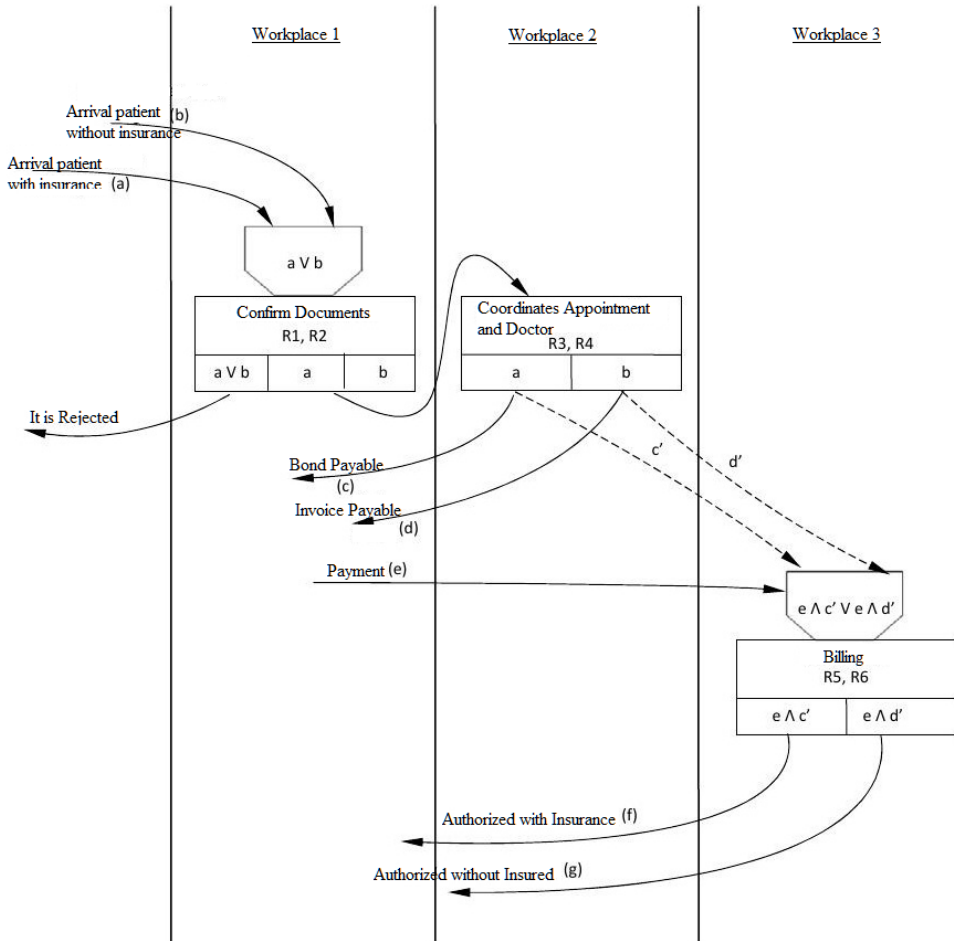 Workplace 1
Workplace 2
Workplace 3
Arrival patient (b)
without insurance
Arrival patient
with insurance (a)
a V b
Confirm Documents
R1, R2
a V b
a
b
Coordinates Appointment
and Doctor
R3, R4
a
b
It is Rejected
Bond Payable
(c)
Invoice Payable
(d)
c’
d’
Payment (e)
e Λ c’ V e Λ d’
Billing
R5, R6
e Λ c’
e Λ d’
Authorized with Insurance (f)
Authorized without Insured (g)